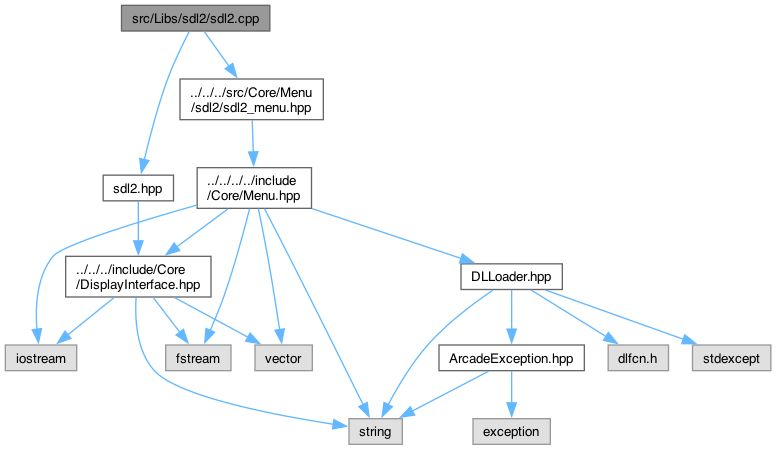 src/Libs/sdl2/sdl2.cpp
../../../src/Core/Menu
/sdl2/sdl2_menu.hpp
sdl2.hpp
../../../../include
/Core/Menu.hpp
../../../include/Core
/DisplayInterface.hpp
DLLoader.hpp
iostream
fstream
vector
ArcadeException.hpp
dlfcn.h
stdexcept
string
exception